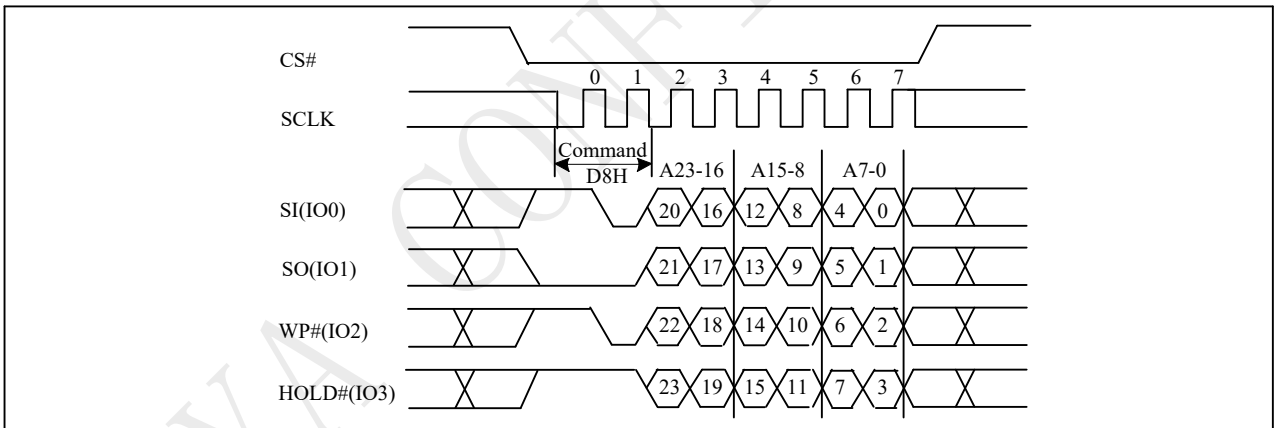 CS#
0 1 2 3 4 5 6 7
SCLK
Command
D8H
A23-16 A15-8 A7-0
SI(IO0) 20 16 12 8 4 0
SO(IO1) 21 17 13 9 5 1
WP#(IO2) 22 18 14 10 6 2
HOLD#(IO3) 23 19 15 11 7 3